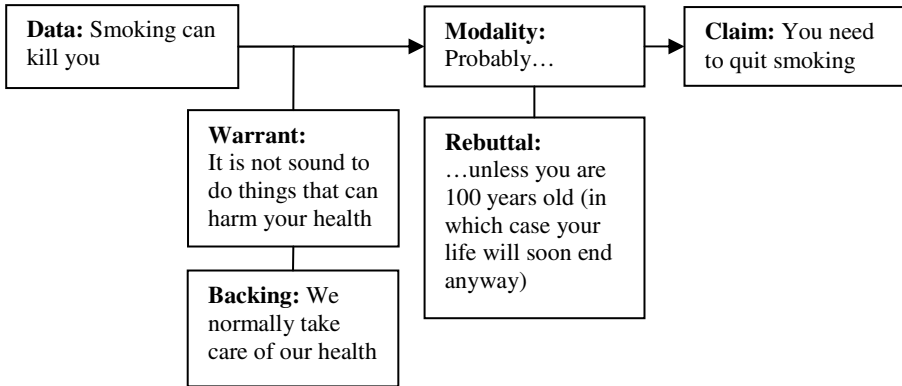 Data: Smoking can
kill you
Modality:
Probably…
Claim: You need
to quit smoking
Warrant:
It is not sound to
do things that can
harm your health
Rebuttal:
…unless you are
100 years old (in
which case your
life will soon end
anyway)
Backing: We
normally take
care of our health